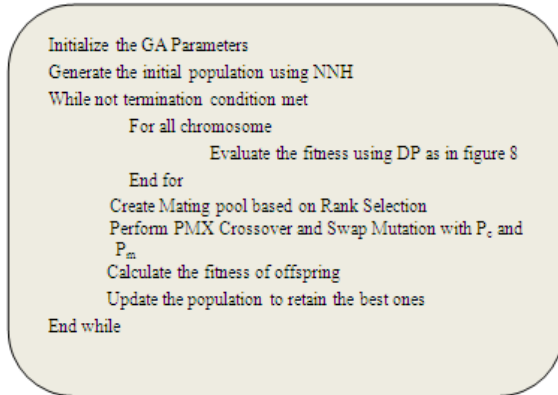 Initialize the GA Parameters
Generate the initial population using NNH
While not termination condition met
For all chromosome
Evaluate the fitness using DP as in figure 8
End for
Create Mating pool based on Rank Selection
Perform PMX Crossover and Swap Mutation with Pc and
Pm
Calculate the fitness of offspring
Update the population to retain the best ones
End while